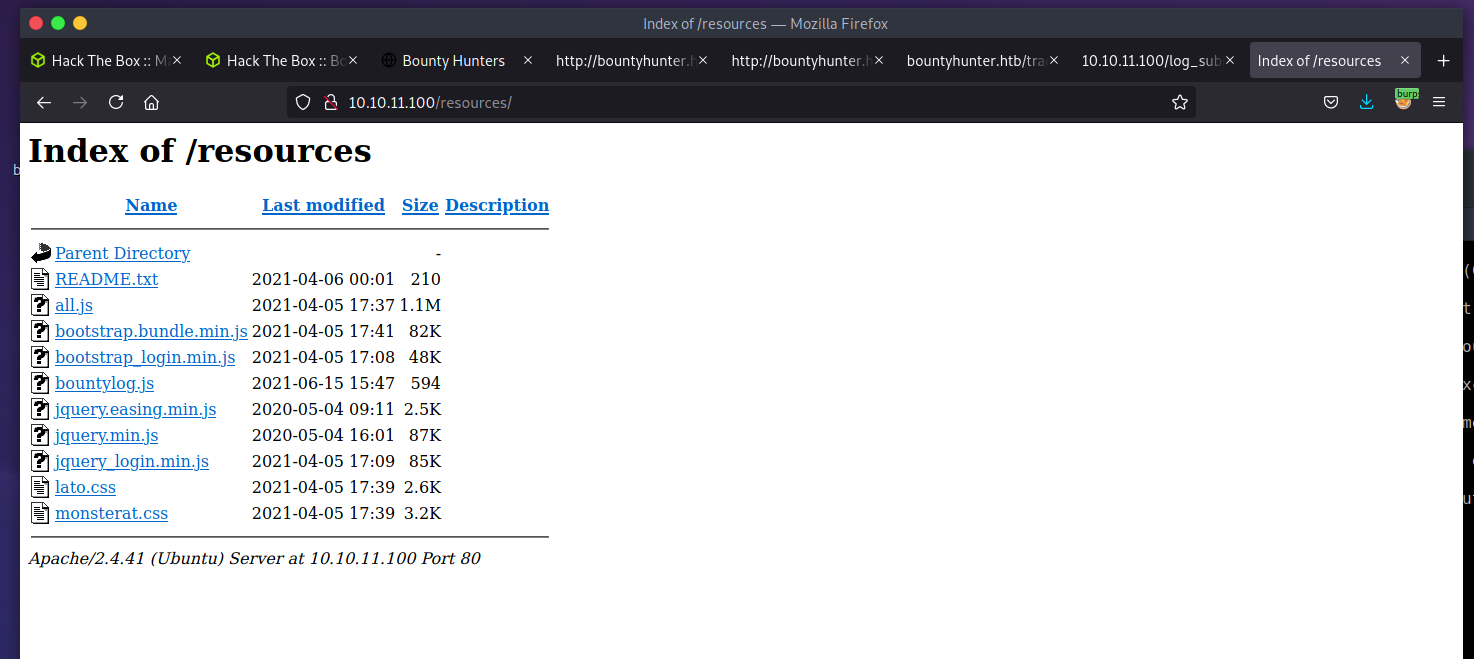 Index of /resources — Mozilla Firefox
Hack The Box :: M Hack The Box :: B Bounty Hunters http://bountyhunter.h http://bountyhunter. bountyhunter.htb/tra 10.10.11.100/log_sub Index of /resources
10.10.11.100/resources/ burp
Index of /resources
Name Last modified Size Description
Parent Directory -
README.txt 2021-04-06 00:01 210
all.js 2021-04-05 17:37 1.1M
bootstrap.bundle.min.js 2021-04-05 17:41 82K
bootstrap_login.min.js 2021-04-05 17:08 48K
bountylog.js 2021-06-15 15:47 594
jquery.easing.min.js 2020-05-04 09:11 2.5K
jquery.min.js 2020-05-04 16:01 87K
jquery_login.min.js 2021-04-05 17:09 85K
lato.css 2021-04-05 17:39 2.6K
monsterat.css 2021-04-05 17:39 3.2K
Apache/2.4.41 (Ubuntu) Server at 10.10.11.100 Port 80